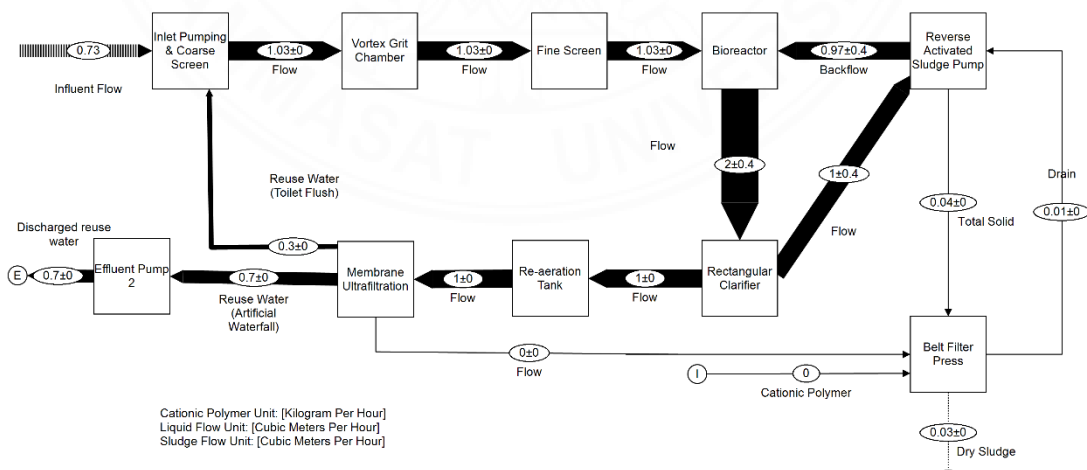 0.73
Influent Flow
Inlet Pumping
& Coarse
Screen
1.03±0
Flow
Vortex Grit
Chamber
1.03±0
Flow
Fine Screen
1.03±0
Flow
Bioreactor
0.97±0.4
Backflow
Reverse
Activated
Sludge Pump
MASAT UNIVE
Flow
2±0.4
1±0.4
Flow
0.04±0
Total Solid
Drain
0.01±0
Reuse Water
(Toilet Flush)
0.3±0
Discharged reuse
water
E
0.7±0
Effluent Pump
2
0.7±0
Reuse Water
(Artificial
Waterfall)
Membrane
Ultrafiltration
1±0
Flow
Re-aeration
Tank
1±0
Flow
Rectangular
Clarifier
0±0
Flow
I
0
Cationic Polymer
Belt Filter
Press
0.03±0
Dry Sludge
Cationic Polymer Unit: [Kilogram Per Hour]
Liquid Flow Unit: [Cubic Meters Per Hour]
Sludge Flow Unit: [Cubic Meters Per Hour]